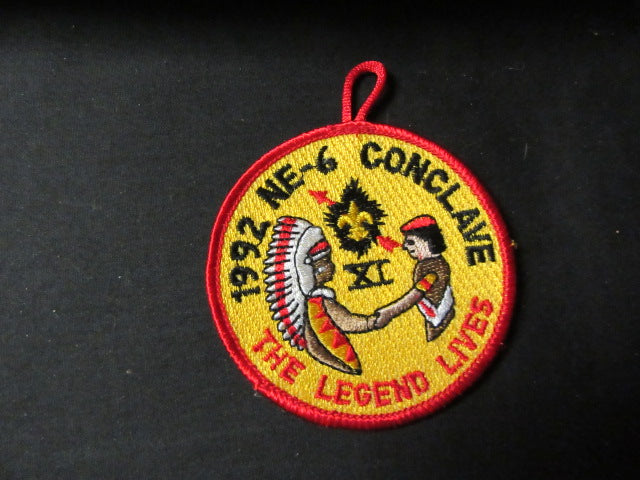 1992 NE-6 CONCLAVE
XI
THE LEGEND LIVES